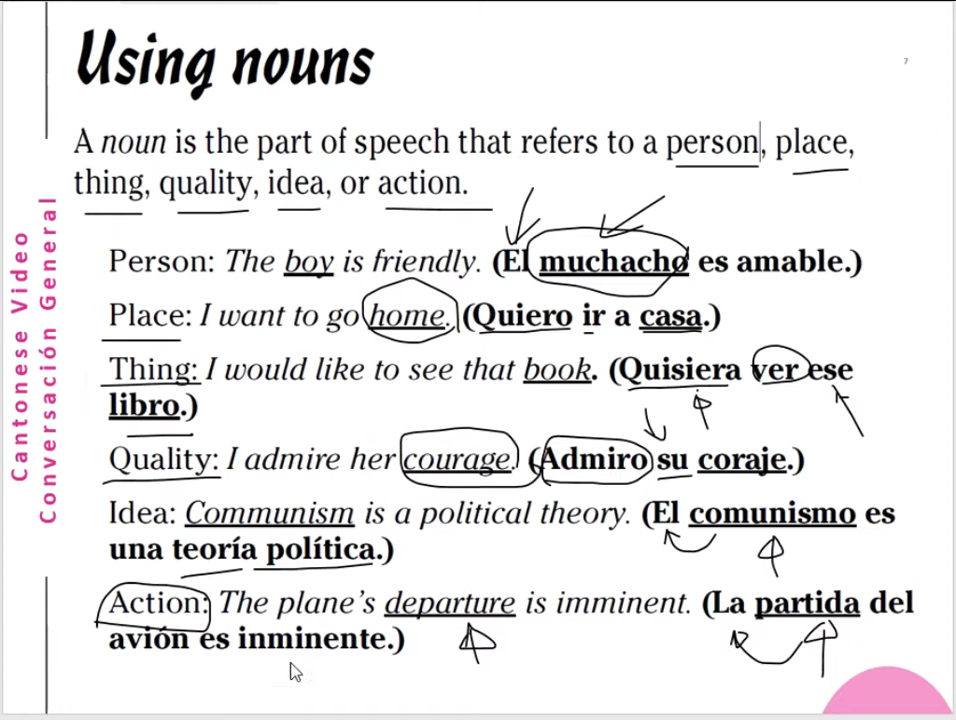 Using nouns
7
A noun is the part of speech that refers to a person, place,
thing, quality, idea, or action.
Person: The boy is friendly. (El muchacho es amable.)
Place: I want to go home. (Quiero ir a casa.)
Thing: I would like to see that book. (Quisiera ver ese
libro.)
Quality: I admire her courage. (Admiro su coraje.)
Idea: Communism is a political theory. (El comunismo es
una teoría política.)
Action: The plane's departure is imminent. (La partida del
avión es inminente.)
Cantonese Video
Conversación General